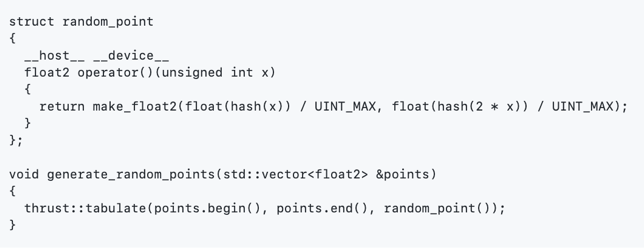 struct random_point
{
  __host__ __device__
  float2 operator()(unsigned int x)
  {
    return make_float2(float(hash(x)) / UINT_MAX, float(hash(2 * x)) / UINT_MAX);
  }
};

void generate_random_points(std::vector<float2> &points)
{
  thrust::tabulate(points.begin(), points.end(), random_point());
}